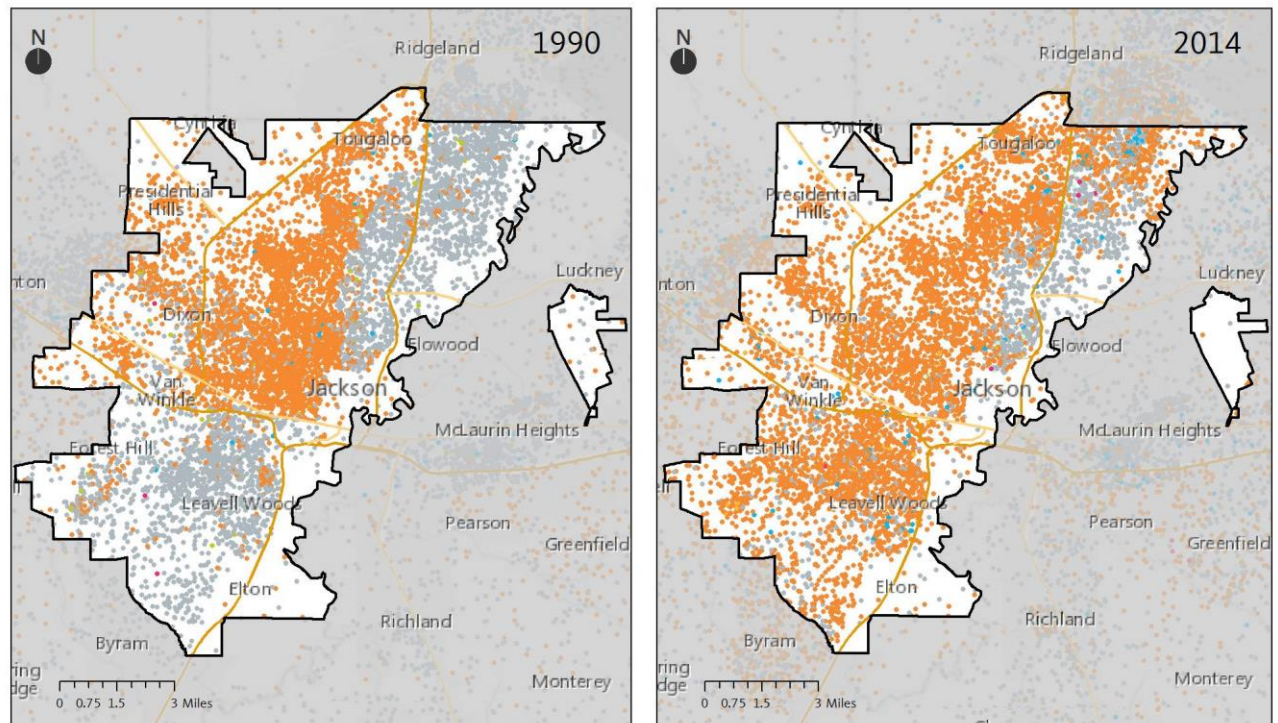 N
1990
Ridgeland
Cynthia
Tougaloo
Presidential
Hills
Luckney
nton
Dixon
Flowood
Van
Winkle
Jackson
Forest Hill
McLaurin Heights
ll
Leavell Woods
Pearson
Greenfield
Elton
Richland
Byram
ring
dge
Monterey
0 0.75 1.5 3 Miles
N
2014
Ridgeland
Cynthia
Tougaloo
Presidential
Hills
Luckney
nton
Dixon
Flowood
Van
Winkle
Jackson
Forest Hill
McLaurin Heights
ell
Leavell Woods
Pearson
Greenfield
Elton
Richland
Byram
ring
dge
Monterey
0 0.75 1.5 3 Miles